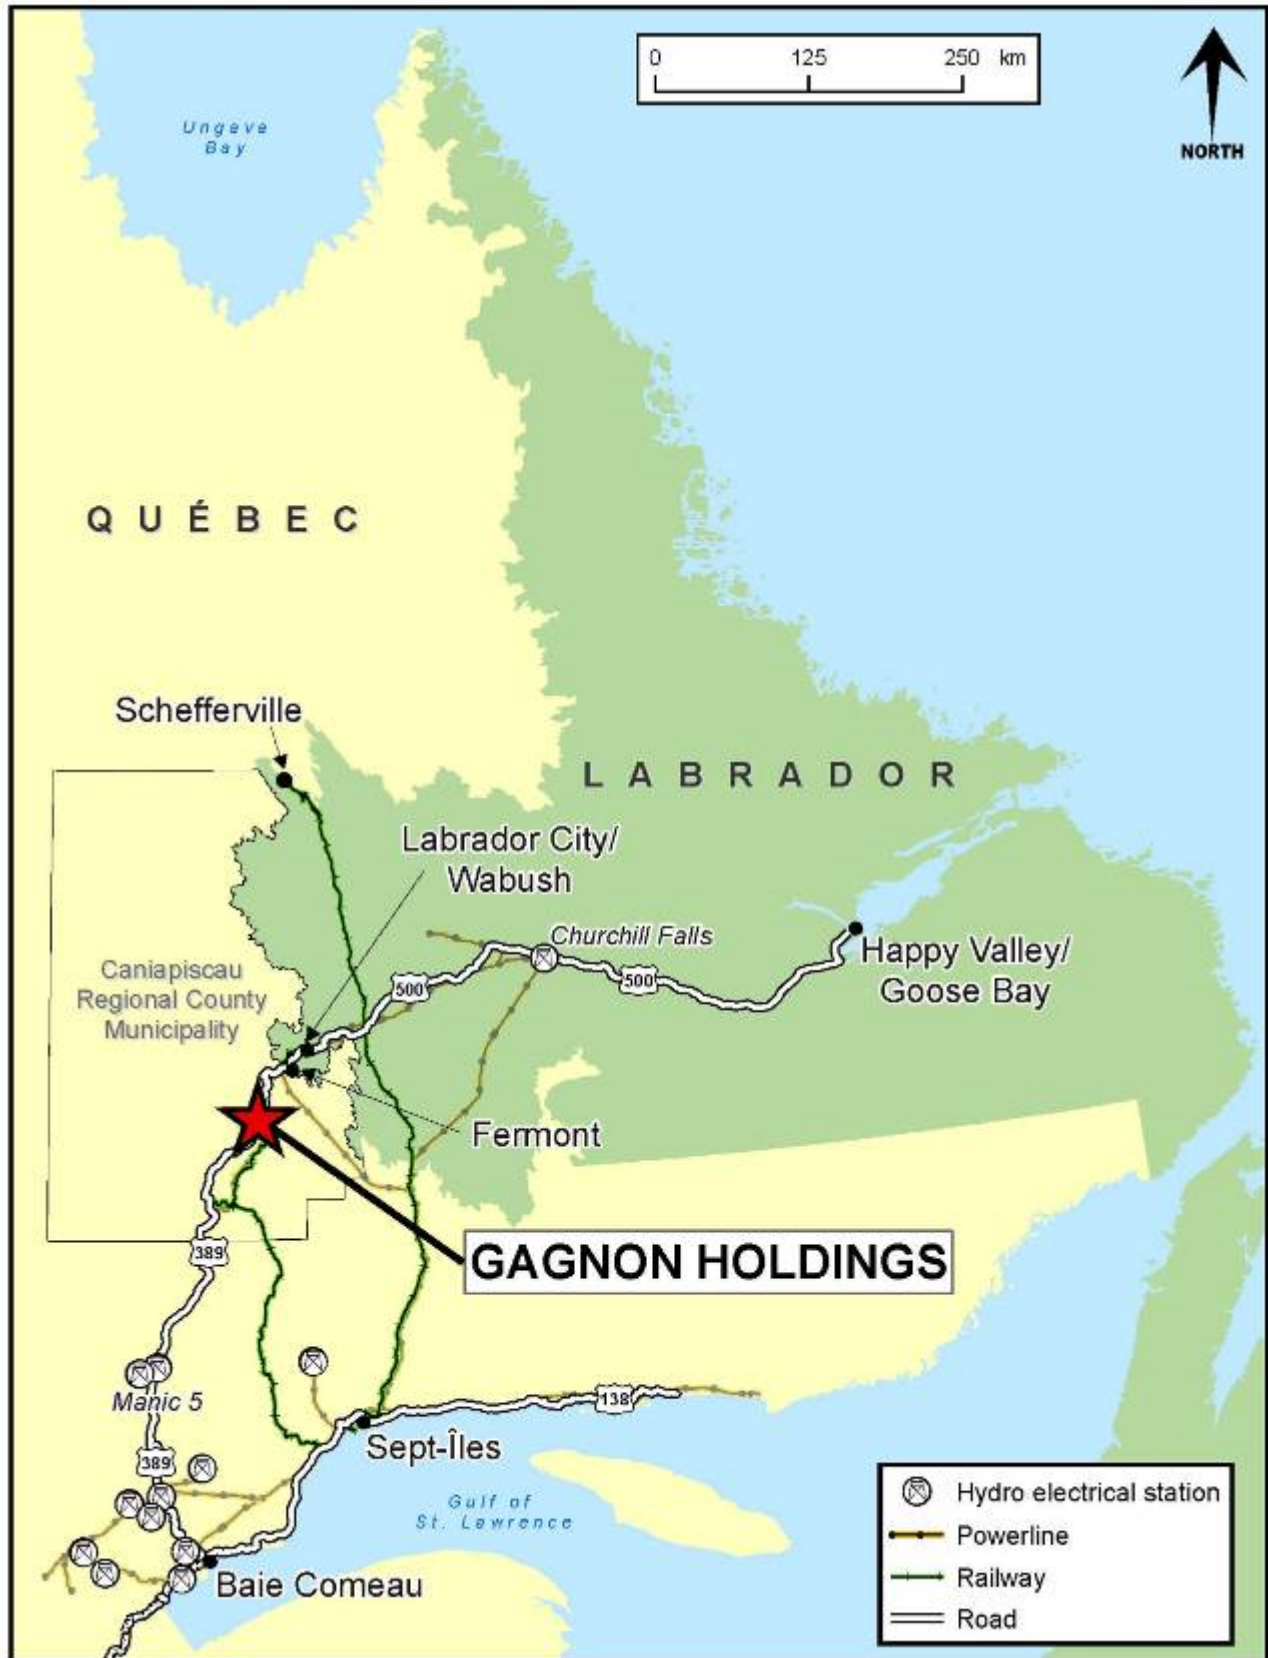 0 125 250 km
NORTH
Ungava
Bay
QUÉBEC
Schefferville
LABRADOR
Labrador City/
Wabush
Churchill Falls
Happy Valley/
Goose Bay
Caniapiscau
Regional County
Municipality
500
500
Fermont
GAGNON HOLDINGS
389
Manic 5
138
Sept-Îles
389
Gulf of
St. Lawrence
Baie Comeau
Hydro electrical station
Powerline
Railway
Road